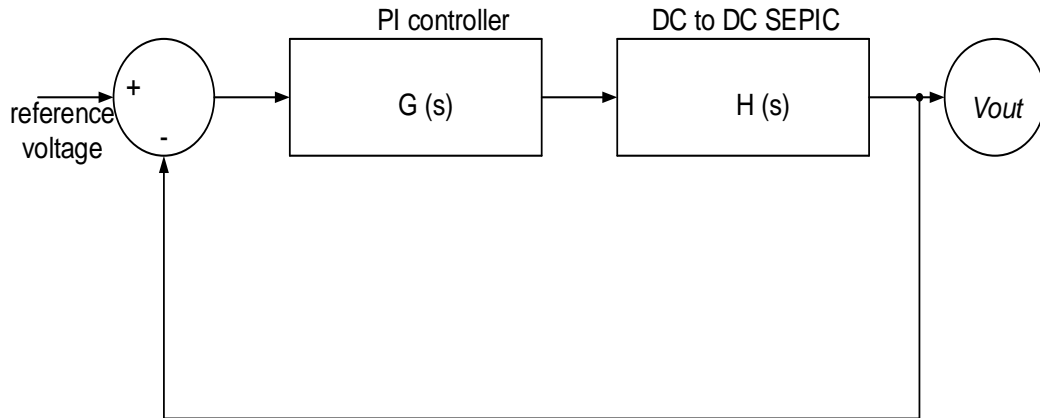 PI controller
DC to DC SEPIC
+
-
reference
voltage
G (s)
H (s)
Vout